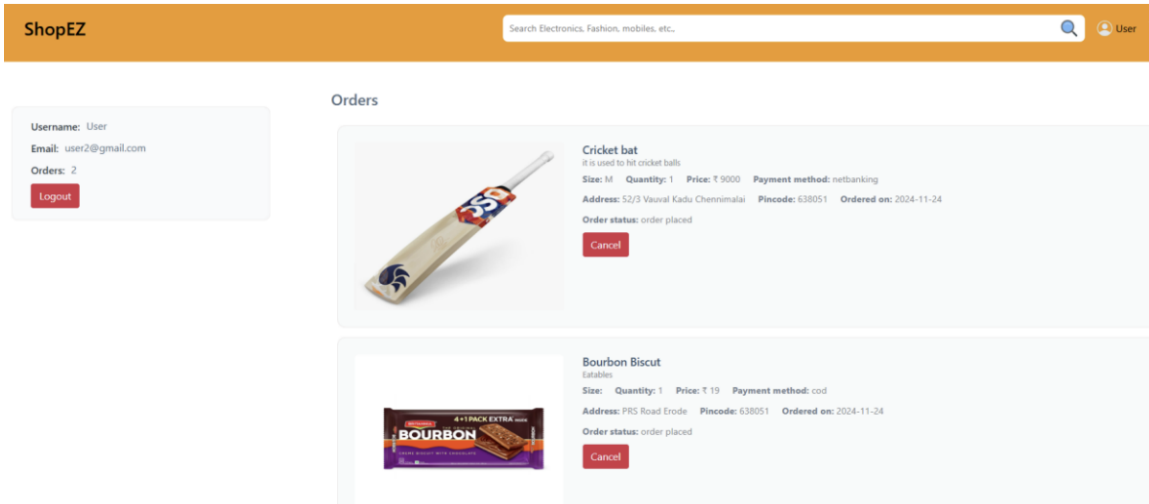 ShopEZ
Search Electronics, Fashion, mobiles, etc.,
User
Username: User
Email: user2@gmail.com
Orders: 2
Logout
Orders
Cricket bat
it is used to hit cricket balls
Size: M Quantity: 1 Price: ₹ 9000 Payment method: netbanking
Address: 52/3 Vauval Kadu Chennimalai Pincode: 638051 Ordered on: 2024-11-24
Order status: order placed
Cancel
Bourbon Biscut
Eatables
Size: Quantity: 1 Price: ₹ 19 Payment method: cod
Address: PRS Road Erode Pincode: 638051 Ordered on: 2024-11-24
Order status: order placed
Cancel
4+1 PACK EXTRA
BOURBON